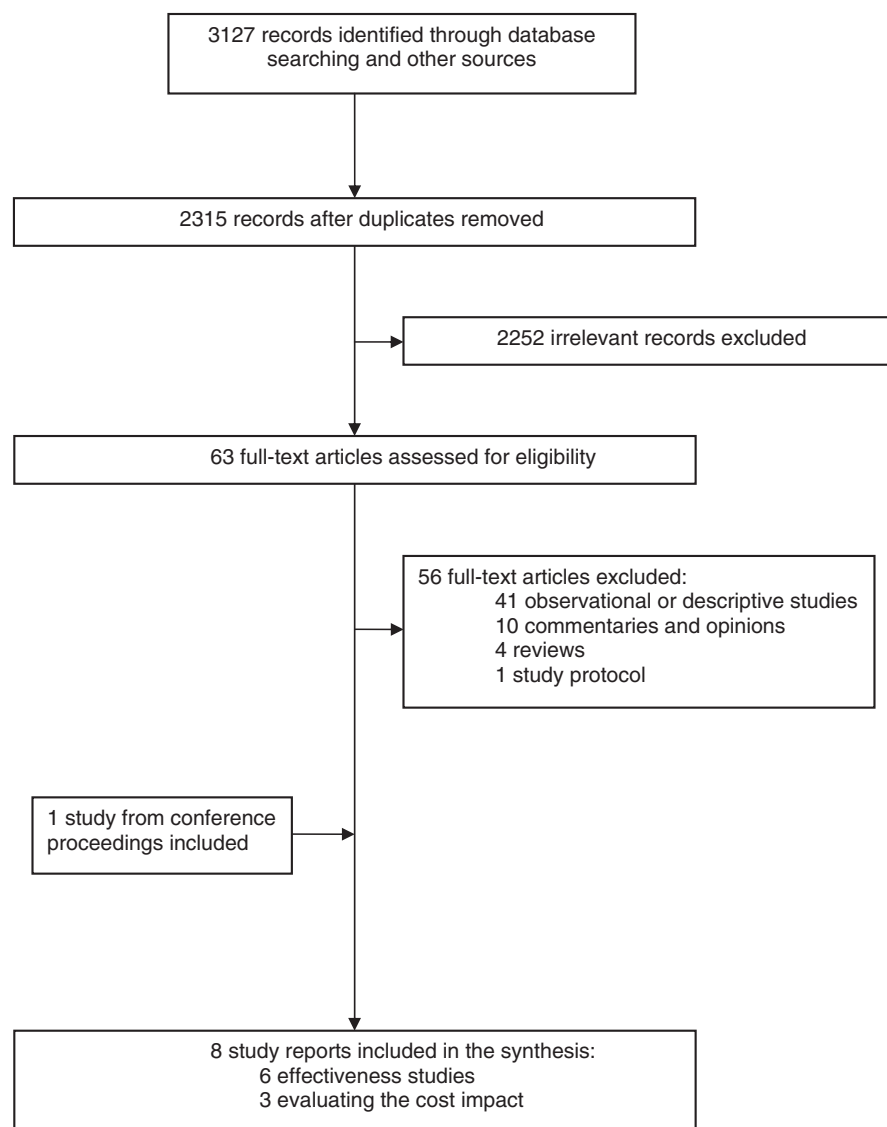 3127 records identified through database
searching and other sources
2315 records after duplicates removed
2252 irrelevant records excluded
63 full-text articles assessed for eligibility
56 full-text articles excluded:
41 observational or descriptive studies
10 commentaries and opinions
4 reviews
1 study protocol
1 study from conference
proceedings included
8 study reports included in the synthesis:
6 effectiveness studies
3 evaluating the cost impact